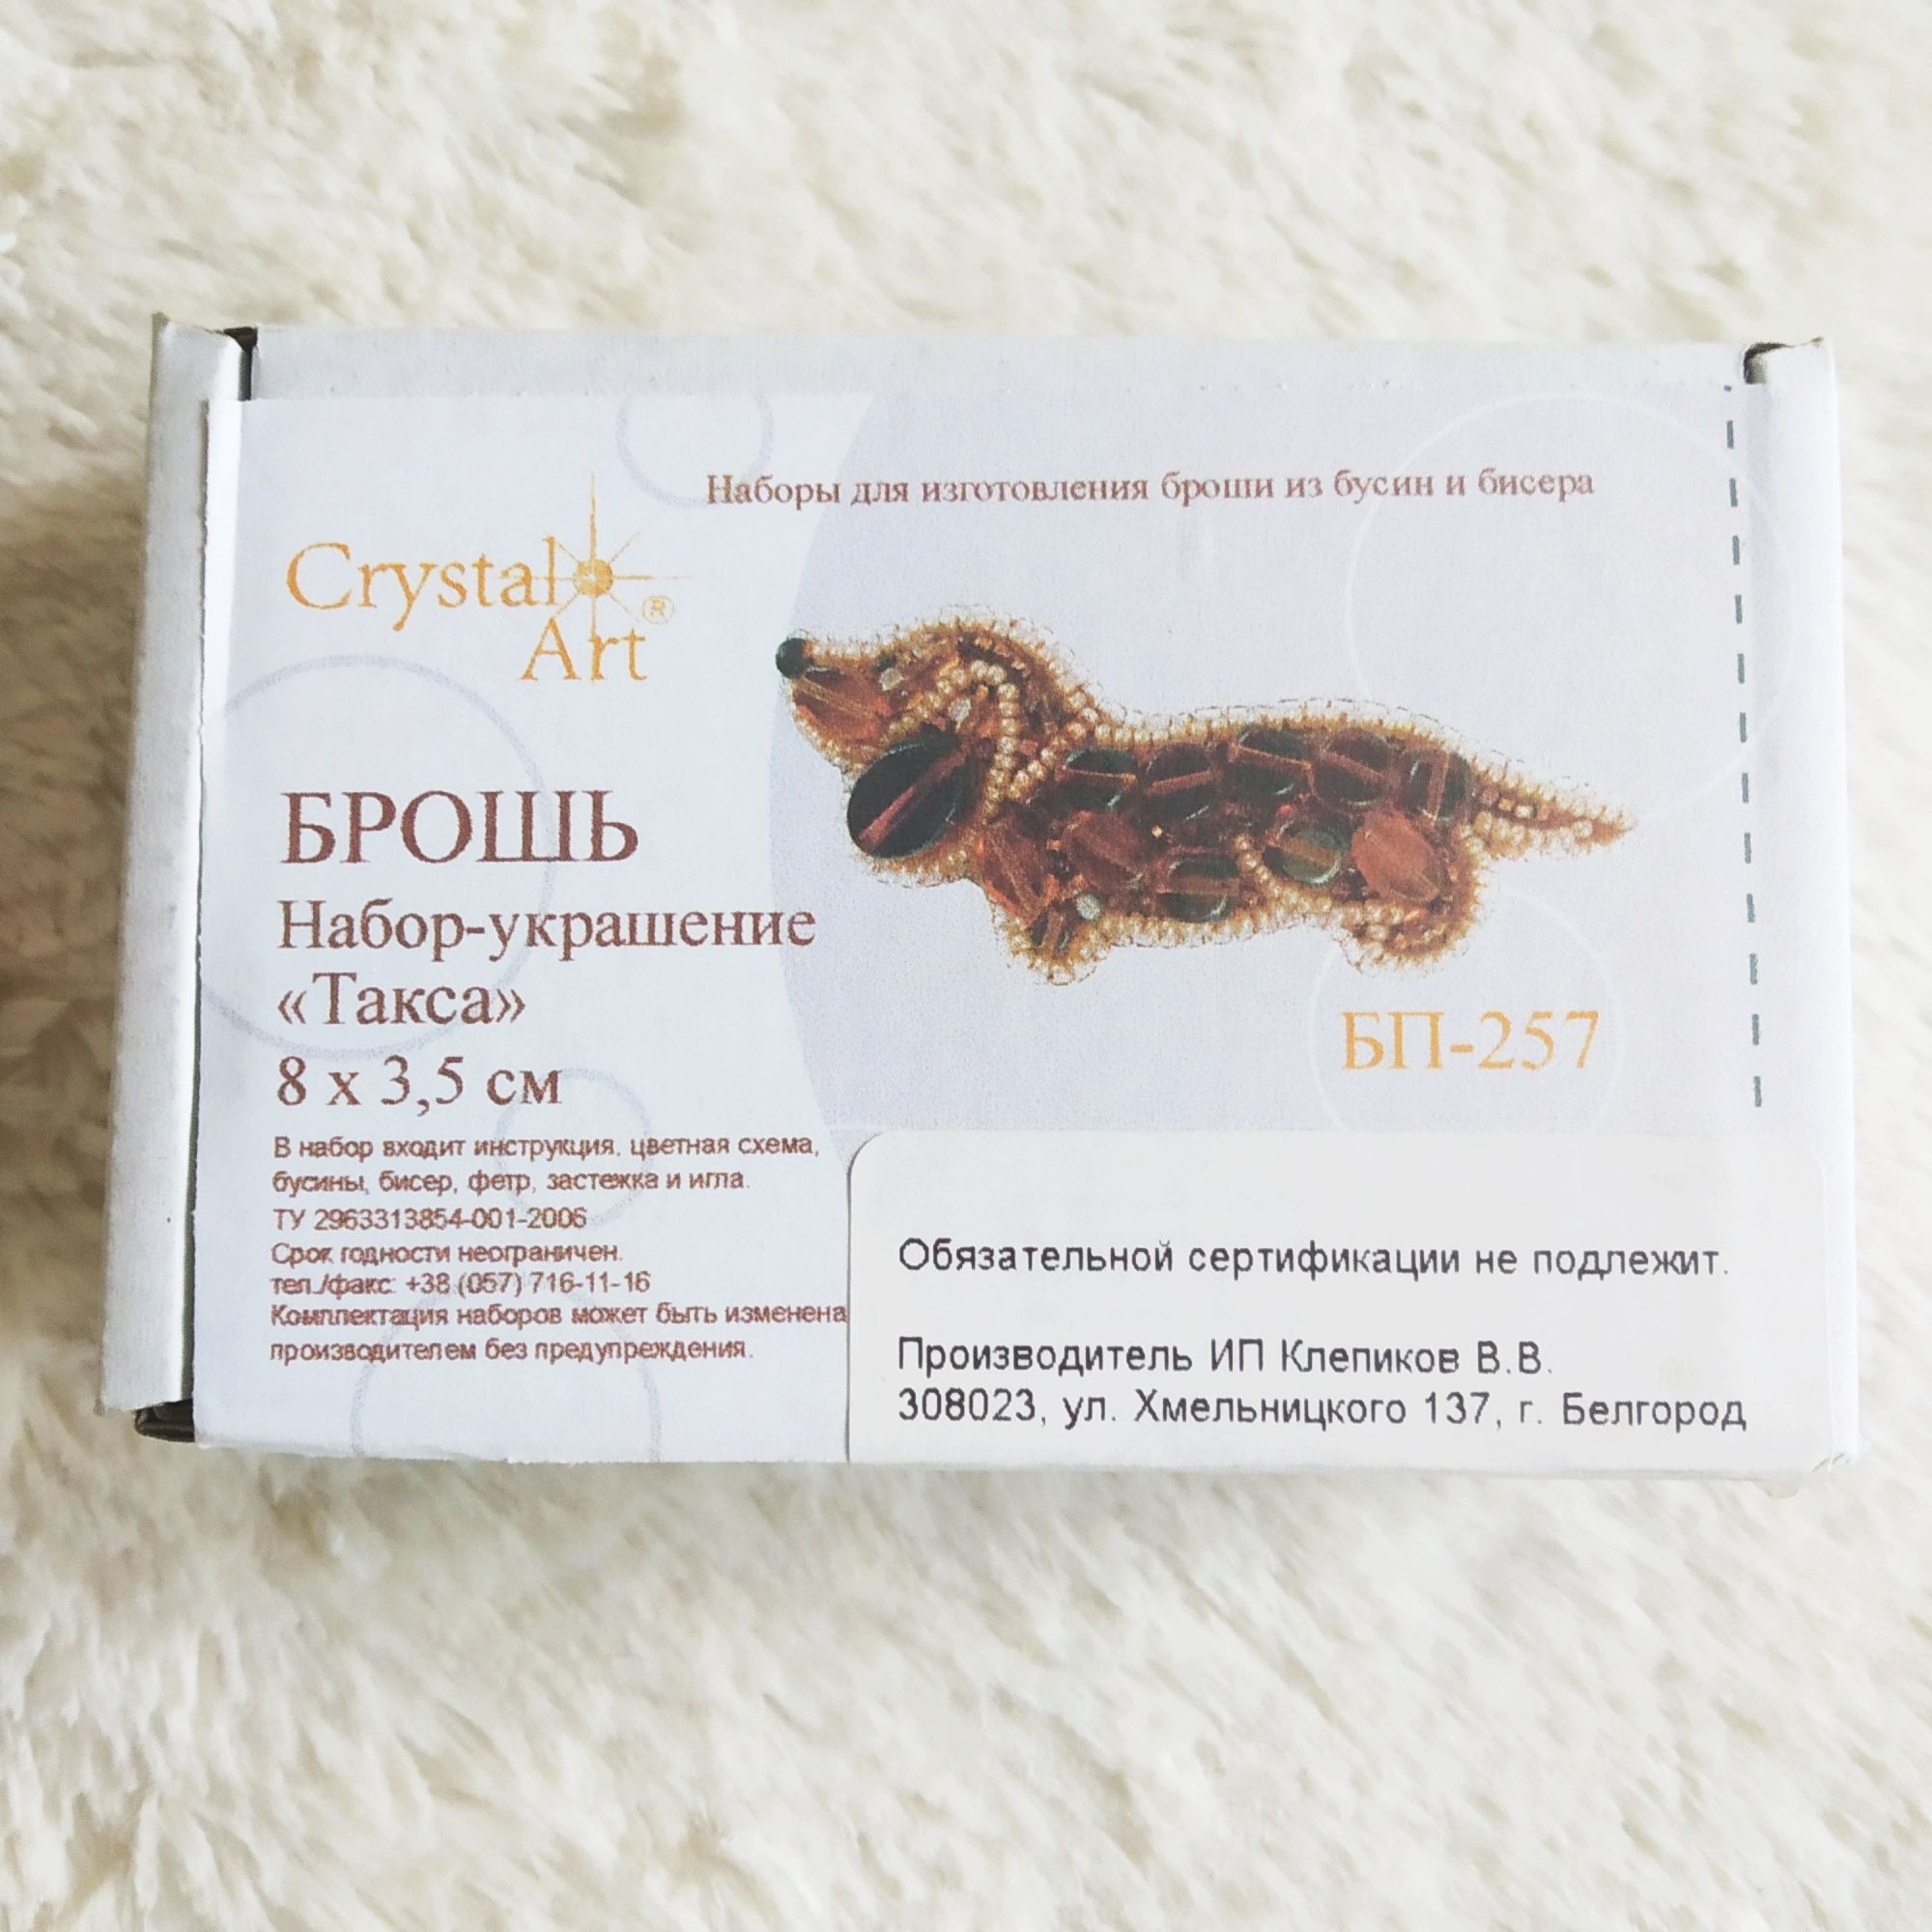 Наборы для изготовления броши из бусин и бисера
Crystal
Art ®
БРОШЬ
Набор-украшение
«Такса»
8 х 3,5 см
БП-257
В набор входит инструкция, цветная схема,
бусины, бисер, фетр, застежка и игла.
ТУ 2963313854-001-2006
Срок годности неограничен.
тел./факс: +38 (057) 716-11-16
Комплектация наборов может быть изменена
производителем без предупреждения.
Обязательной сертификации не подлежит.
Производитель ИП Клепиков В.В.
308023, ул. Хмельницкого 137, г. Белгород